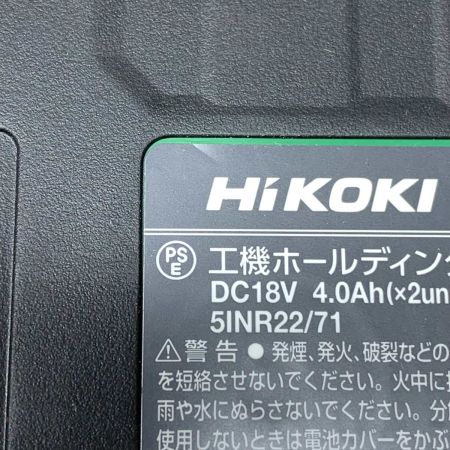 HiKOKI
PS E 工機ホールディング
DC18V 4.0Ah(×2un
5INR22/71
⚠警告 ● 発煙、発火、破裂などの
を短絡させないでください。火中に
雨や水にぬらさないでください。分
使用しないときは電池カバーをかぶ